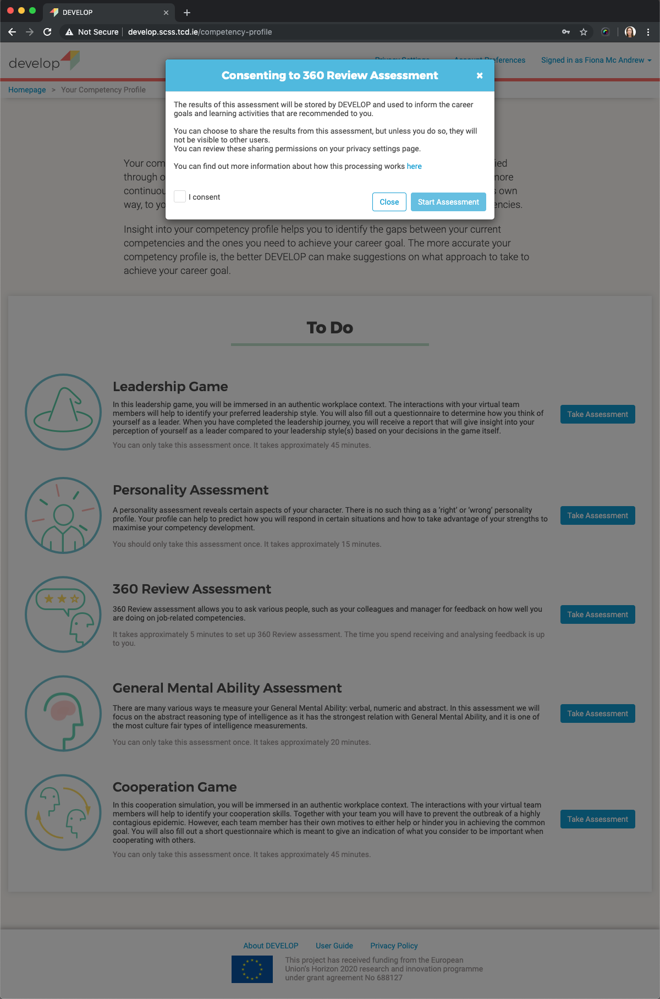 DEVELOP
Not Secure
develop.scss.tcd.ie/competency-profile
develop
Account Preferences
Signed in as Fiona Mc Andrew
Homepage > Your Competency Profile
Consenting to 360 Review Assessment
The results of this assessment will be stored by DEVELOP and used to inform the career
goals and learning activities that are recommended to you.
You can choose to share the results from this assessment, but unless you do so, they will
not be visible to other users.
You can review these sharing permissions on your privacy settings page.
You can find out more information about how this processing works here
I consent
Close
Start Assessment
Your
through
more
own
way, to
Insight into your competency profile helps you to identify the gaps between your current
competencies and the ones you need to achieve your career goal. The more accurate your
competency profile is, the better DEVELOP can make suggestions on what approach to take to
achieve your career goal.
To Do
Leadership Game
In this leadership game, you will be immersed in an authentic workplace context. The interactions with your virtual team
members will help to identify your preferred leadership style. You will also fill out a questionnaire to determine how you think of
yourself as a leader. When you have completed the leadership journey, you will receive a report that will give insight into your
perception of yourself as a leader compared to your leadership style(s) based on your decisions in the game itself.
You can only take this assessment once. It takes approximately 45 minutes.
Take Assessment
Personality Assessment
A personality assessment reveals certain aspects of your character. There is no such thing as a ‘right’ or ‘wrong’ personality
profile. Your profile can help to predict how you will respond in certain situations and how to take advantage of your strengths to
maximise your competency development.
You should only take this assessment once. It takes approximately 15 minutes.
Take Assessment
360 Review Assessment
360 Review assessment allows you to ask various people, such as your colleagues and manager for feedback on how well you
are doing on job-related competencies.
It takes approximately 5 minutes to set up 360 Review assessment. The time you spend receiving and analysing feedback is up
to you.
Take Assessment
General Mental Ability Assessment
There are many various ways te measure your General Mental Ability: verbal, numeric and abstract. In this assessment we will
focus on the abstract reasoning type of intelligence as it has the strongest relation with General Mental Ability, and it is one of
the most culture fair types of intelligence measurements.
You can only take this assessment once. It takes approximately 20 minutes.
Take Assessment
Cooperation Game
In this cooperation simulation, you will be immersed in an authentic workplace context. The interactions with your virtual team
members will help to identify your cooperation skills. Together with your team you will have to prevent the outbreak of a highly
contagious epidemic. However, each team member has their own motives to either help or hinder you in achieving the common
goal. You will also fill out a short questionnaire which is meant to give an indication of what you consider to be important when
cooperating with others.
You can only take this assessment once. It takes approximately 45 minutes.
Take Assessment
About DEVELOP
User Guide
Privacy Policy
This project has received funding from the European
Union's Horizon 2020 research and innovation programme
under grant agreement No 688127